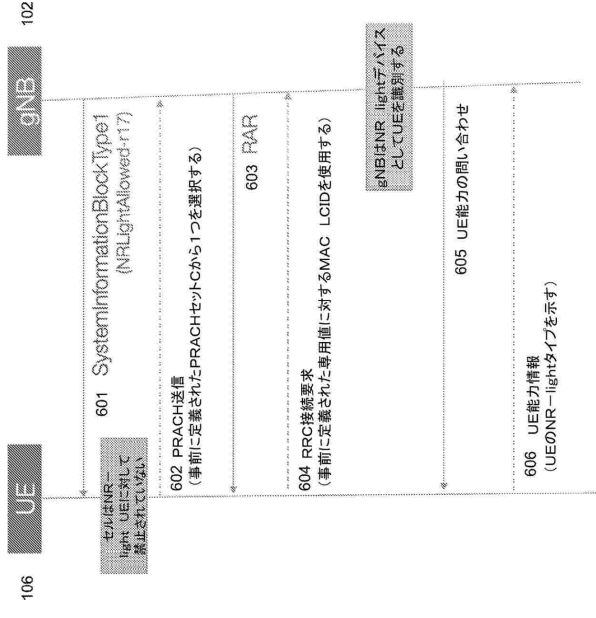 106
UE
gNB
102
601 SystemInformationBlockType1
(NRLightAllowed-r17)
セルはNR－
light UEに対して
禁止されていない
602 PRACH送信
（事前に定義されたPRACHセットCから1つを選択する）
603 RAR
604 RRC接続要求
（事前に定義された専用値に対するMAC LCIDを使用する）
gNBはNR lightデバイス
としてUEを識別する
605 UE能力の問い合わせ
606 UE能力情報
（UEのNR－lightタイプを示す）